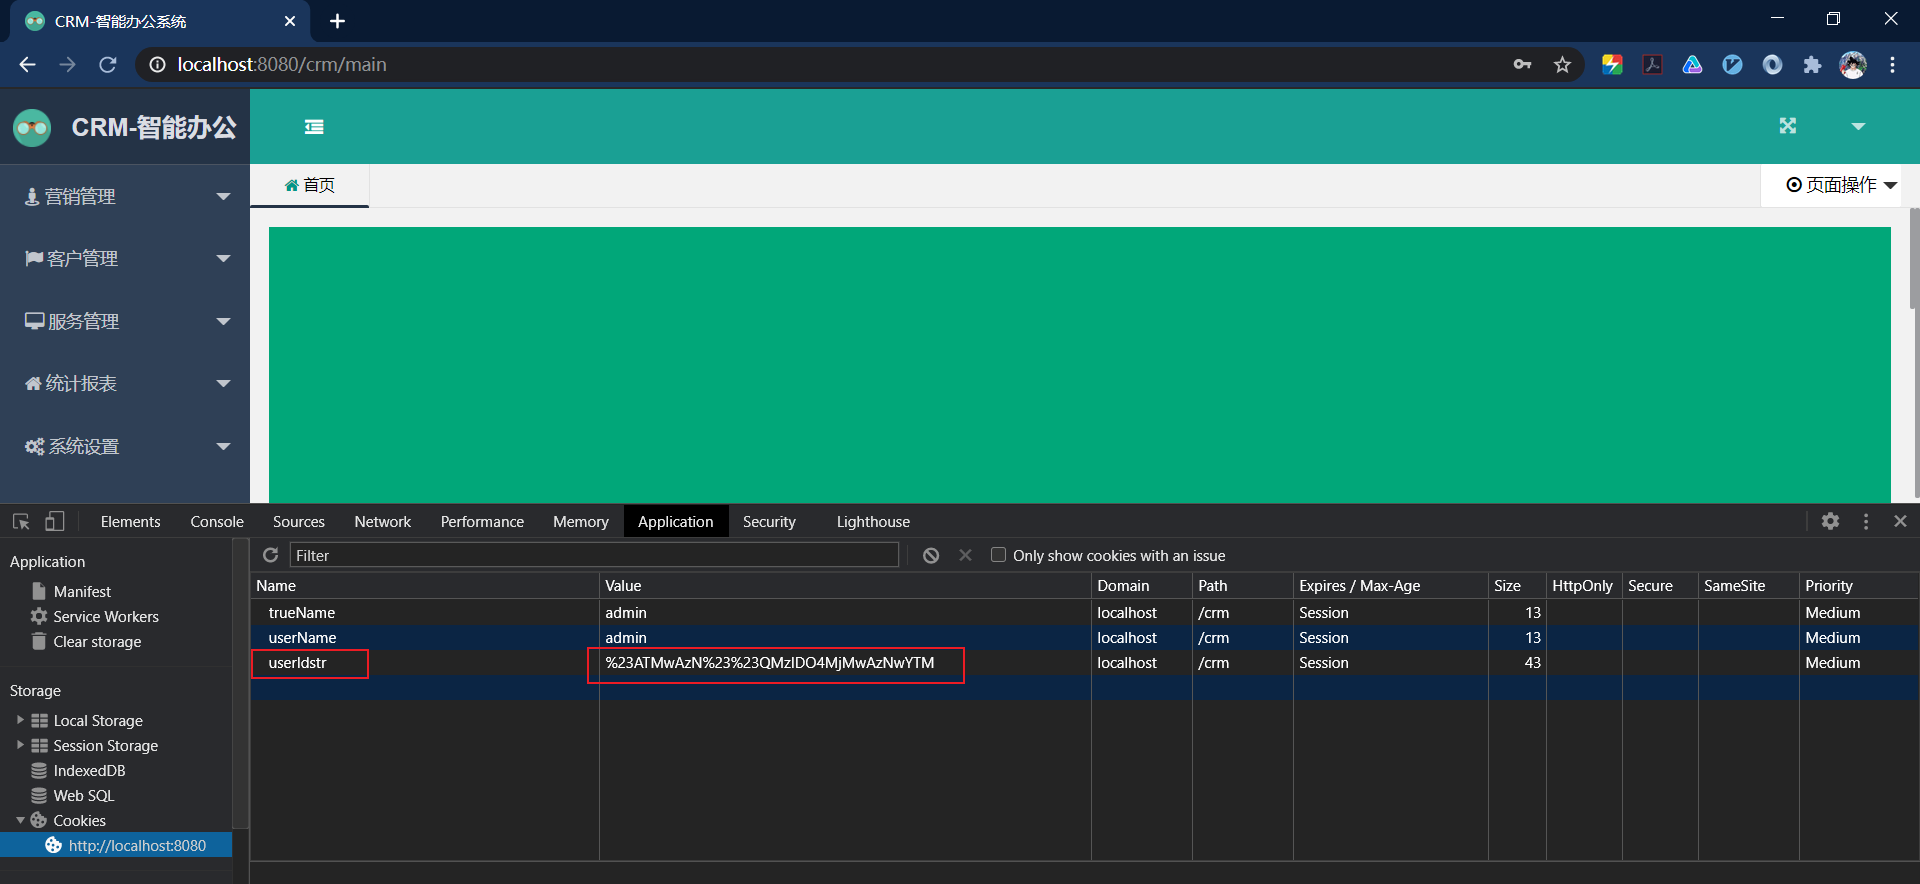 CRM-智能办公系统
localhost:8080/crm/main
CRM-智能办公
首页
页面操作
营销管理
客户管理
服务管理
统计报表
系统设置
Elements Console Sources Network Performance Memory Application Security Lighthouse
Application
Manifest
Service Workers
Clear storage
Storage
Local Storage
Session Storage
IndexedDB
Web SQL
Cookies
http://localhost:8080
Filter
Only show cookies with an issue
Name Value Domain Path Expires / Max-Age Size HttpOnly Secure SameSite Priority
trueName admin localhost /crm Session 13 Medium
userName admin localhost /crm Session 13 Medium
userIdstr %23ATMwAzN%23%23QMzIDO4MjMwAzNwYTM localhost /crm Session 43 Medium